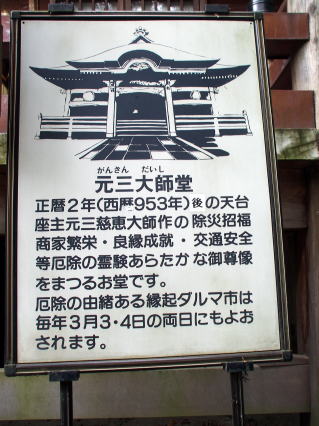 がんさん だいし
元三大師堂
正暦2年(西暦953年)後の天台
座主元三慈恵大師作の除災招福
商家繁栄・良縁成就・交通安全
等厄除の霊験あらたかな御尊像
をまつるお堂です。
厄除の由緒ある縁起ダルマ市は
毎年3月3・4日の両日にもよお
されます。